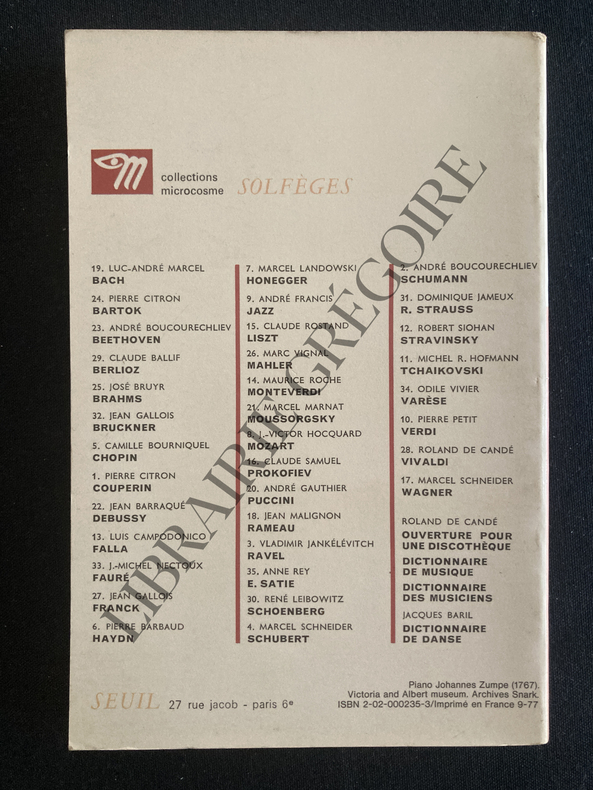 collections
microcosme SOLFÈGES
19. LUC-ANDRÉ MARCEL
BACH
24. PIERRE CITRON
BARTOK
23. ANDRÉ BOUCOURECHLIEV
BEETHOVEN
29. CLAUDE BALLIF
BERLIOZ
25. JOSÉ BRUYR
BRAHMS
32. JEAN GALLOIS
BRUCKNER
5. CAMILLE BOURNIQUEL
CHOPIN
1. PIERRE CITRON
COUPERIN
22. JEAN BARRAQUÉ
DEBUSSY
13. LUIS CAMPODÓNICO
FALLA
33. J.-MICHEL NECTOUX
FAURÉ
27. JEAN GALLOIS
FRANCK
6. PIERRE BARBAUD
HAYDN
7. MARCEL LANDOWSKI
HONEGGER
9. ANDRÉ FRANCIS
JAZZ
15. CLAUDE ROSTAND
LISZT
26. MARC VIGNAL
MAHLER
14. MAURICE ROCHE
MONTEVERDI
21. MARCEL MARNAT
MOUSSORGSKY
8. J.-VICTOR HOCQUARD
MOZART
16. CLAUDE SAMUEL
PROKOFIEV
20. ANDRÉ GAUTHIER
PUCCINI
18. JEAN MALIGNON
RAMEAU
3. VLADIMIR JANKÉLÉVITCH
RAVEL
35. ANNE REY
E. SATIE
30. RENÉ LEIBOWITZ
SCHOENBERG
4. MARCEL SCHNEIDER
SCHUBERT
2. ANDRÉ BOUCOURECHLIEV
SCHUMANN
31. DOMINIQUE JAMEUX
R. STRAUSS
12. ROBERT SIOHAN
STRAVINSKY
11. MICHEL R. HOFMANN
TCHAIKOVSKI
34. ODILE VIVIER
VARÈSE
10. PIERRE PETIT
VERDI
28. ROLAND DE CANDÉ
VIVALDI
17. MARCEL SCHNEIDER
WAGNER
ROLAND DE CANDÉ
OUVERTURE POUR
UNE DISCOTHÈQUE
DICTIONNAIRE
DE MUSIQUE
DICTIONNAIRE
DES MUSICIENS
JACQUES BARIL
DICTIONNAIRE
DE DANSE
Piano Johannes Zumpe (1767).
Victoria and Albert museum. Archives Snark.
ISBN 2-02-000235-3/Imprimé en France 9-77
SEUIL 27 rue jacob - paris 6e
LIBRAIRIE GRÉGOIRE